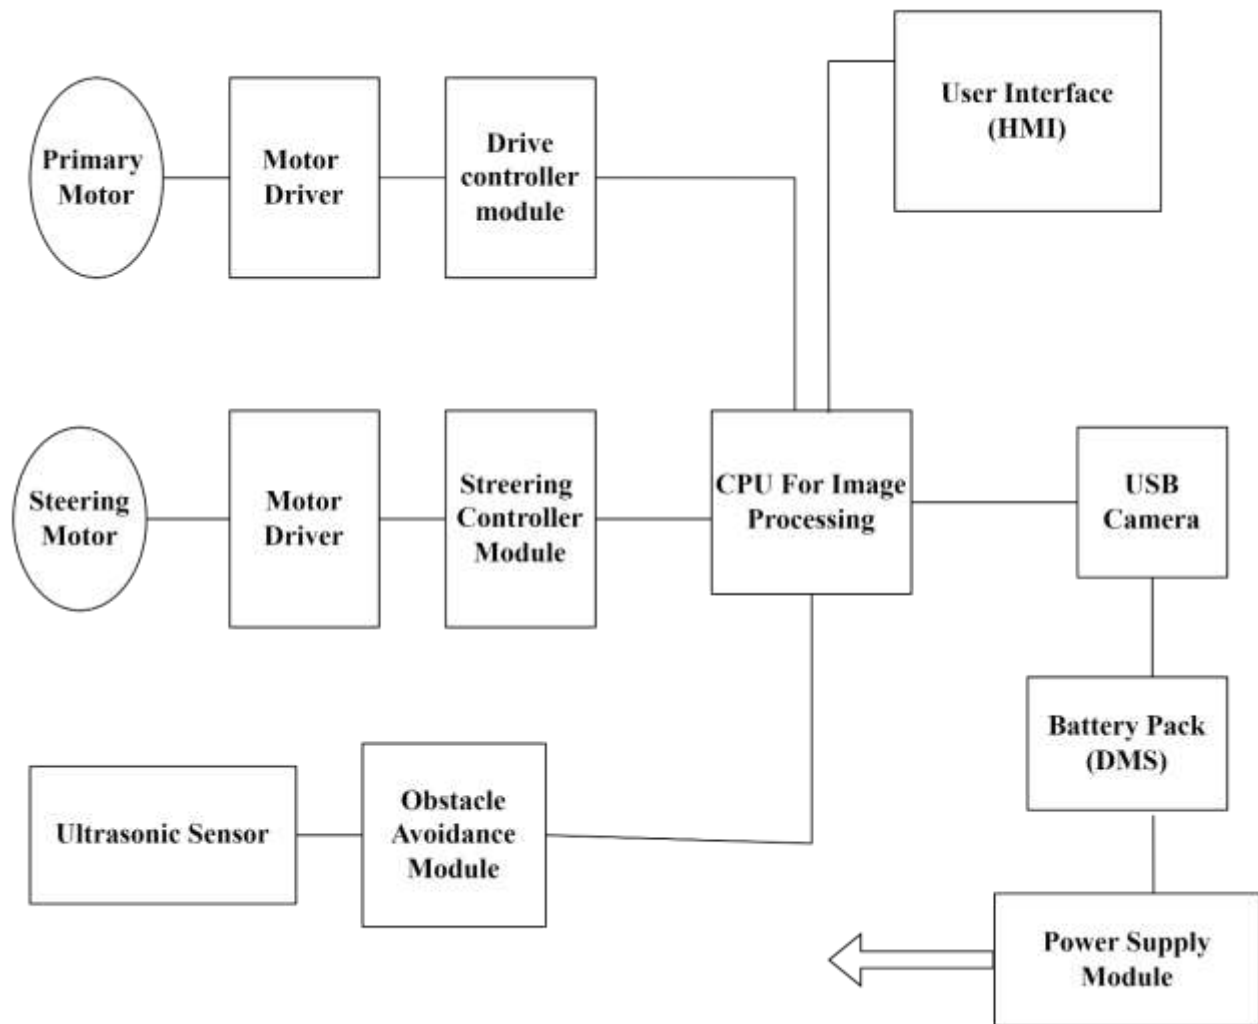 User Interface
(HMI)
Primary
Motor
Motor
Driver
Drive
controller
module
Steering
Motor
Motor
Driver
Streering
Controller
Module
CPU For Image
Processing
USB
Camera
Battery Pack
(DMS)
Ultrasonic Sensor
Obstacle
Avoidance
Module
Power Supply
Module